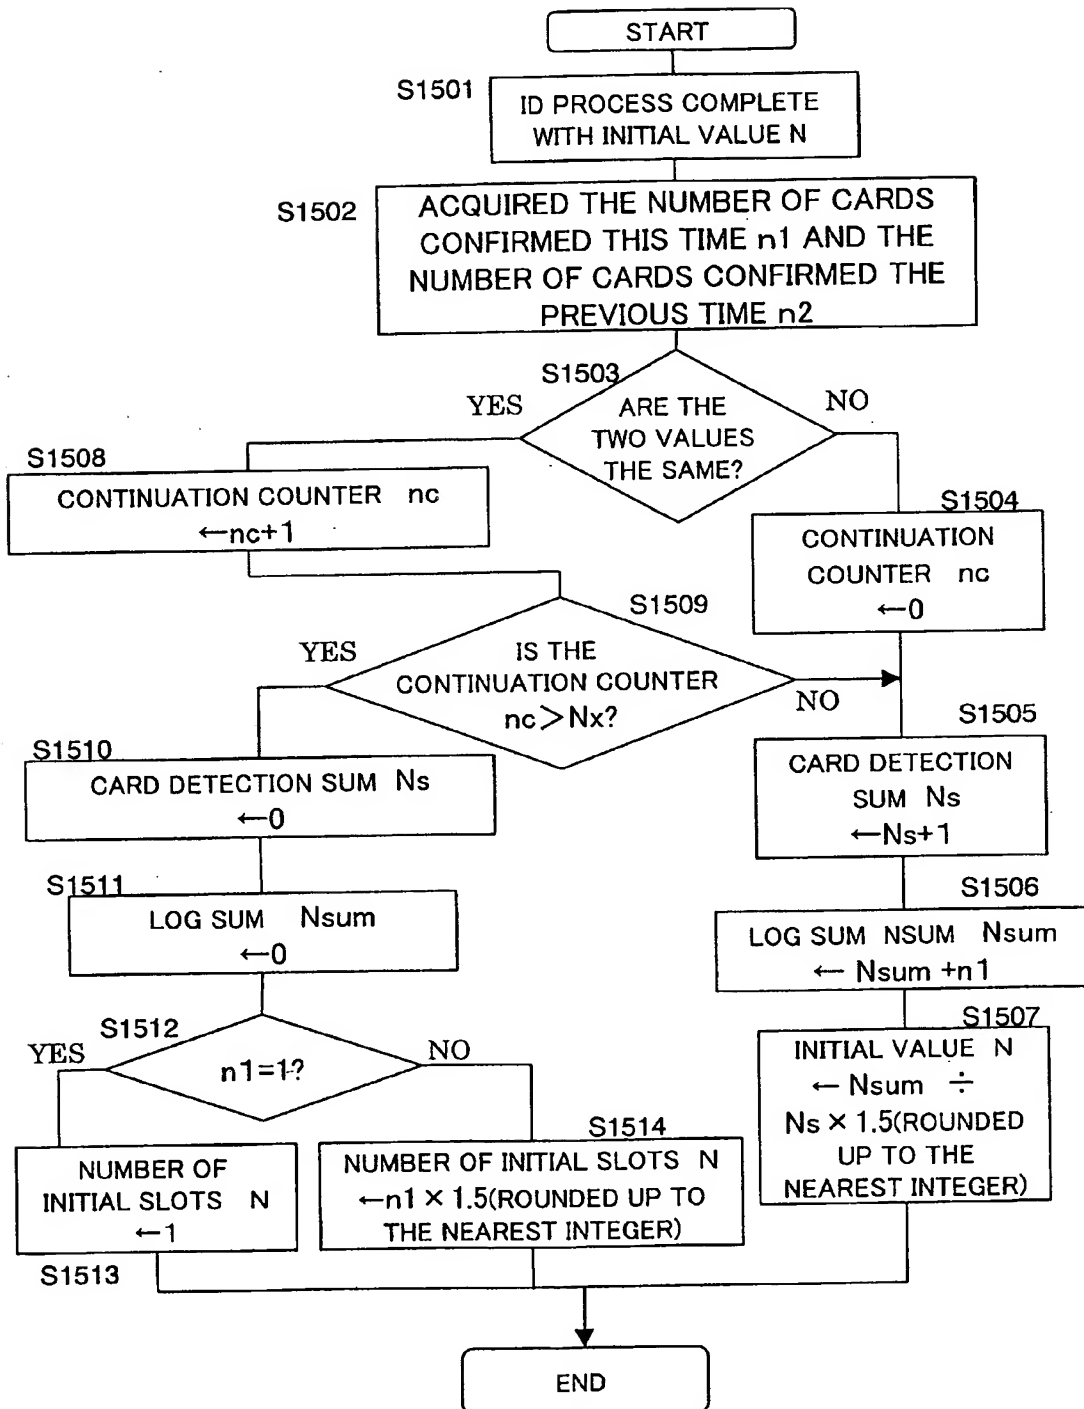 START
S1501
ID PROCESS COMPLETE
WITH INITIAL VALUE N
S1502
ACQUIRED THE NUMBER OF CARDS
CONFIRMED THIS TIME n1 AND THE
NUMBER OF CARDS CONFIRMED THE
PREVIOUS TIME n2
S1503
YES
NO
ARE THE
TWO VALUES
THE SAME?
S1508
CONTINUATION COUNTER nc
←nc+1
S1504
CONTINUATION
COUNTER nc
←0
S1509
YES
IS THE
CONTINUATION COUNTER
nc>Nx?
NO
S1510
CARD DETECTION SUM Ns
←0
S1505
CARD DETECTION
SUM Ns
←Ns+1
S1511
LOG SUM Nsum
←0
S1506
LOG SUM NSUM Nsum
← Nsum +n1
S1512
YES
NO
n1=1?
S1507
INITIAL VALUE N
← Nsum ÷
Ns×1.5(ROUNDED
UP TO THE
NEAREST INTEGER)
NUMBER OF
INITIAL SLOTS N
←1
S1513
S1514
NUMBER OF INITIAL SLOTS N
←n1×1.5(ROUNDED UP TO
THE NEAREST INTEGER)
END